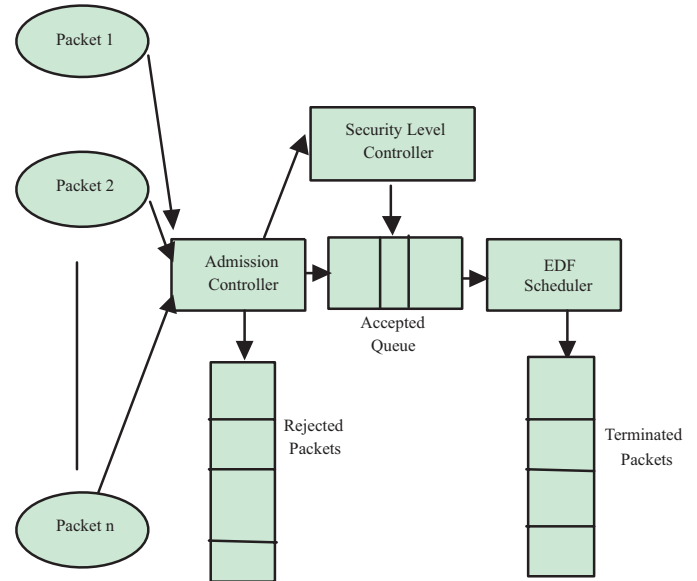 Packet 1
Security Level
Controller
Packet 2
Admission
Controller
EDF
Scheduler
Accepted
Queue
Rejected
Packets
Terminated
Packets
Packet n